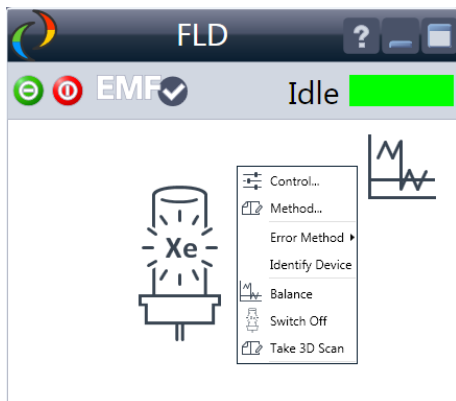 FLD
?
EMF
Idle
Xe
Control...
Method...
Error Method
Identify Device
Balance
Switch Off
Take 3D Scan